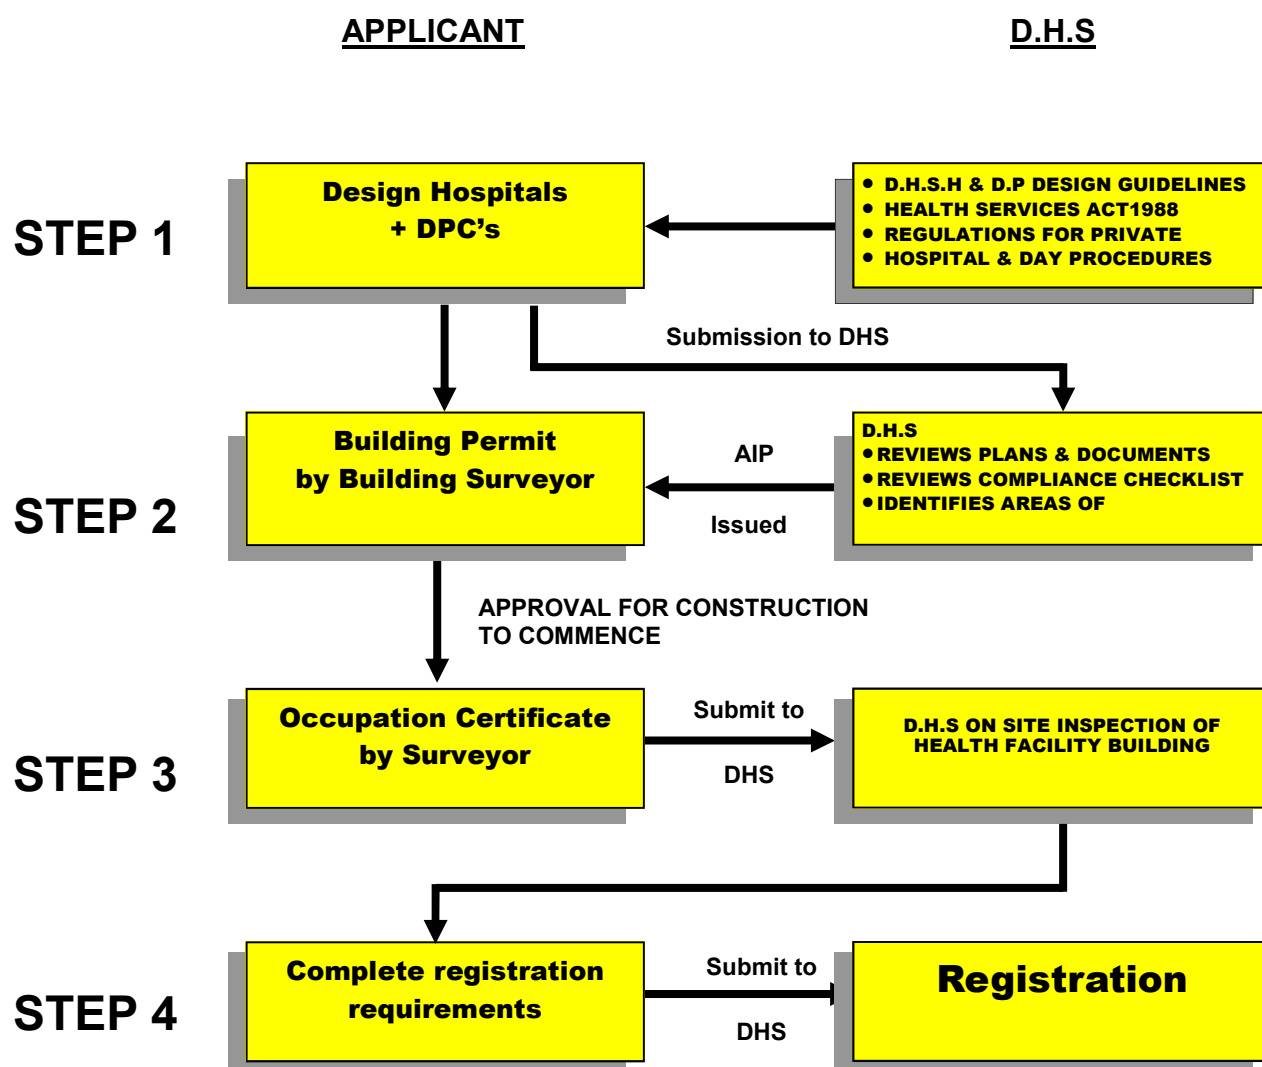 APPLICANT
D.H.S
STEP 1
Design Hospitals
+ DPC's
• D.H.S.H & D.P DESIGN GUIDELINES
• HEALTH SERVICES ACT1988
• REGULATIONS FOR PRIVATE
• HOSPITAL & DAY PROCEDURES
Submission to DHS
STEP 2
Building Permit
by Building Surveyor
AIP
Issued
D.H.S
•REVIEWS PLANS & DOCUMENTS
•REVIEWS COMPLIANCE CHECKLIST
•IDENTIFIES AREAS OF
APPROVAL FOR CONSTRUCTION
TO COMMENCE
STEP 3
Occupation Certificate
by Surveyor
Submit to
DHS
D.H.S ON SITE INSPECTION OF
HEALTH FACILITY BUILDING
STEP 4
Complete registration
requirements
Submit to
DHS
Registration